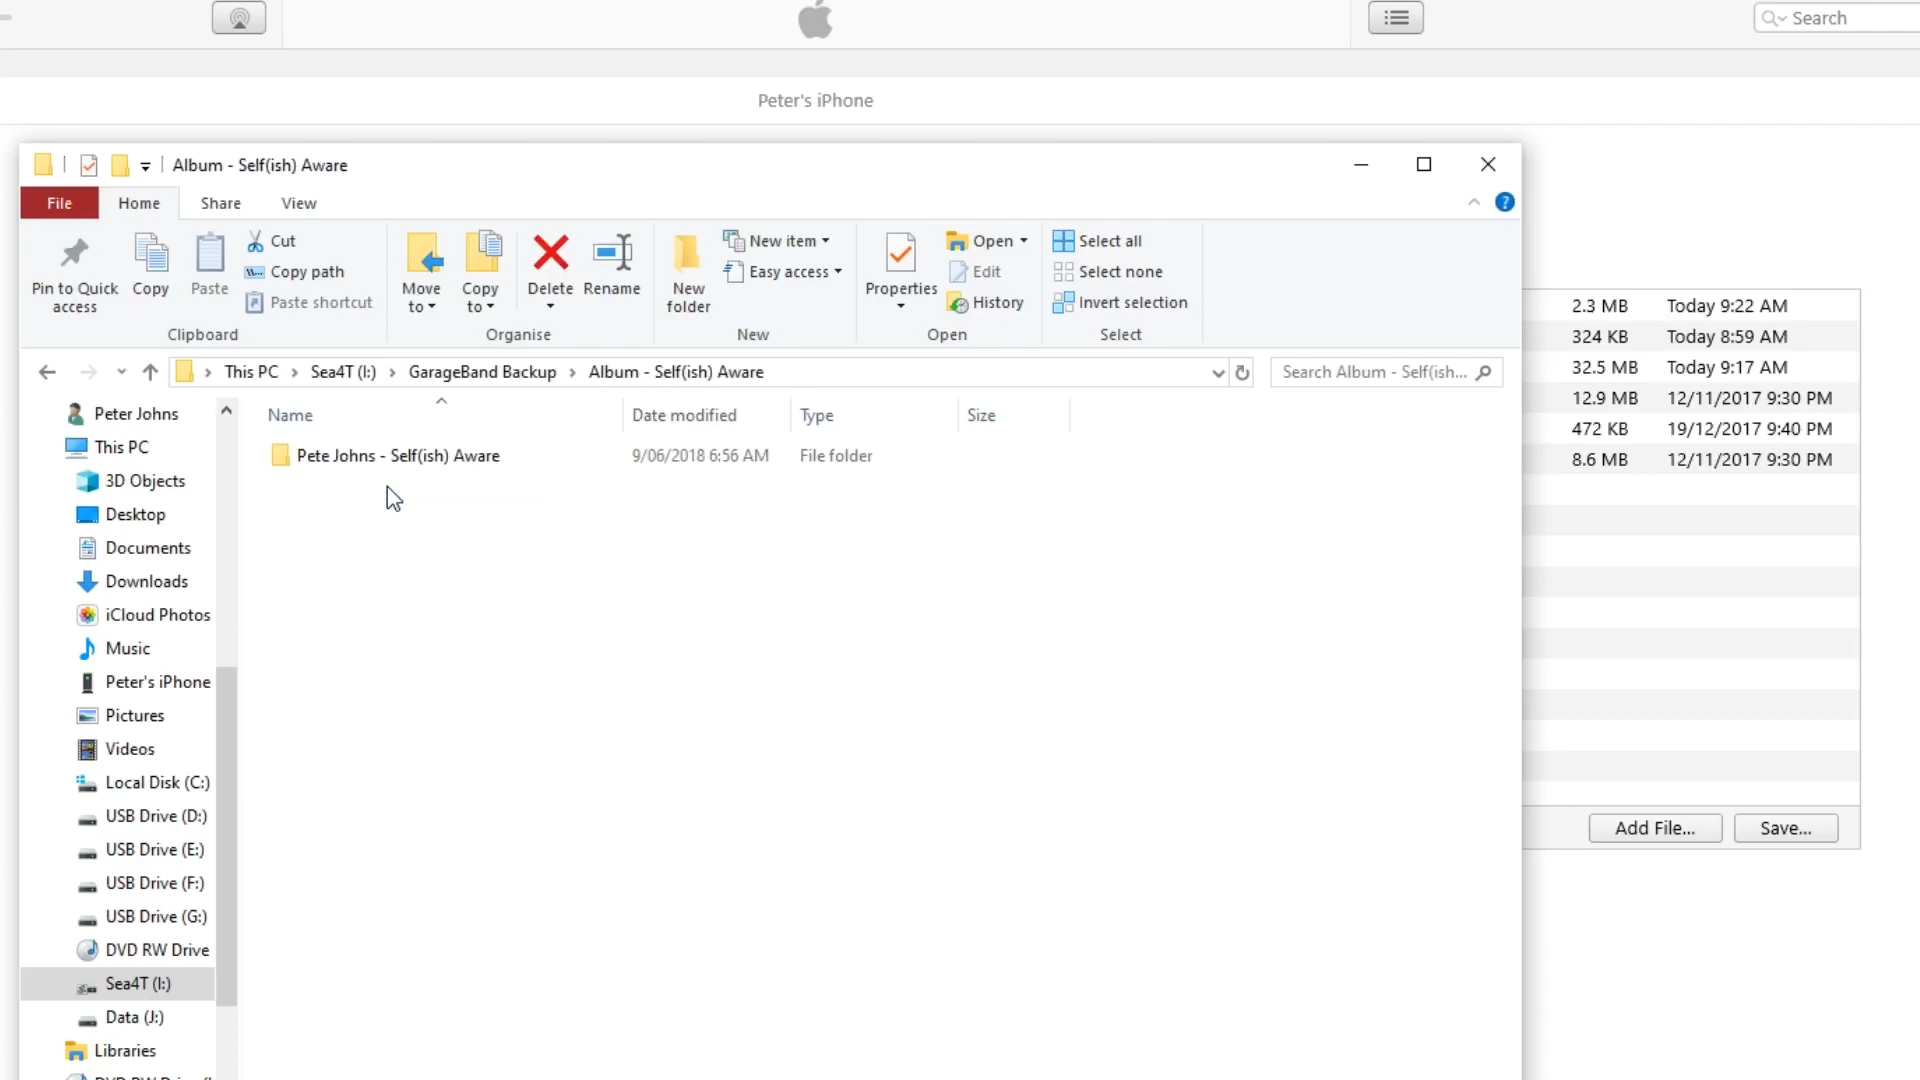 Search
Peter's iPhone
Album - Self(ish) Aware
File Home Share View
Pin to Quick access
Copy
Paste
Cut
Copy path
Paste shortcut
Clipboard
Move to
Copy to
Delete
Rename
Organise
New folder
New item
Easy access
New
Properties
Open
Edit
History
Open
Select all
Select none
Invert selection
Select
This PC › Sea4T (I:) › GarageBand Backup › Album - Self(ish) Aware
Search Album - Self(ish...
Name Date modified Type Size
Pete Johns - Self(ish) Aware 9/06/2018 6:56 AM File folder
Peter Johns
This PC
3D Objects
Desktop
Documents
Downloads
iCloud Photos
Music
Peter's iPhone
Pictures
Videos
Local Disk (C:)
USB Drive (D:)
USB Drive (E:)
USB Drive (F:)
USB Drive (G:)
DVD RW Drive
Sea4T (I:)
Data (J:)
Libraries
2.3 MB Today 9:22 AM
324 KB Today 8:59 AM
32.5 MB Today 9:17 AM
12.9 MB 12/11/2017 9:30 PM
472 KB 19/12/2017 9:40 PM
8.6 MB 12/11/2017 9:30 PM
Add File... Save...